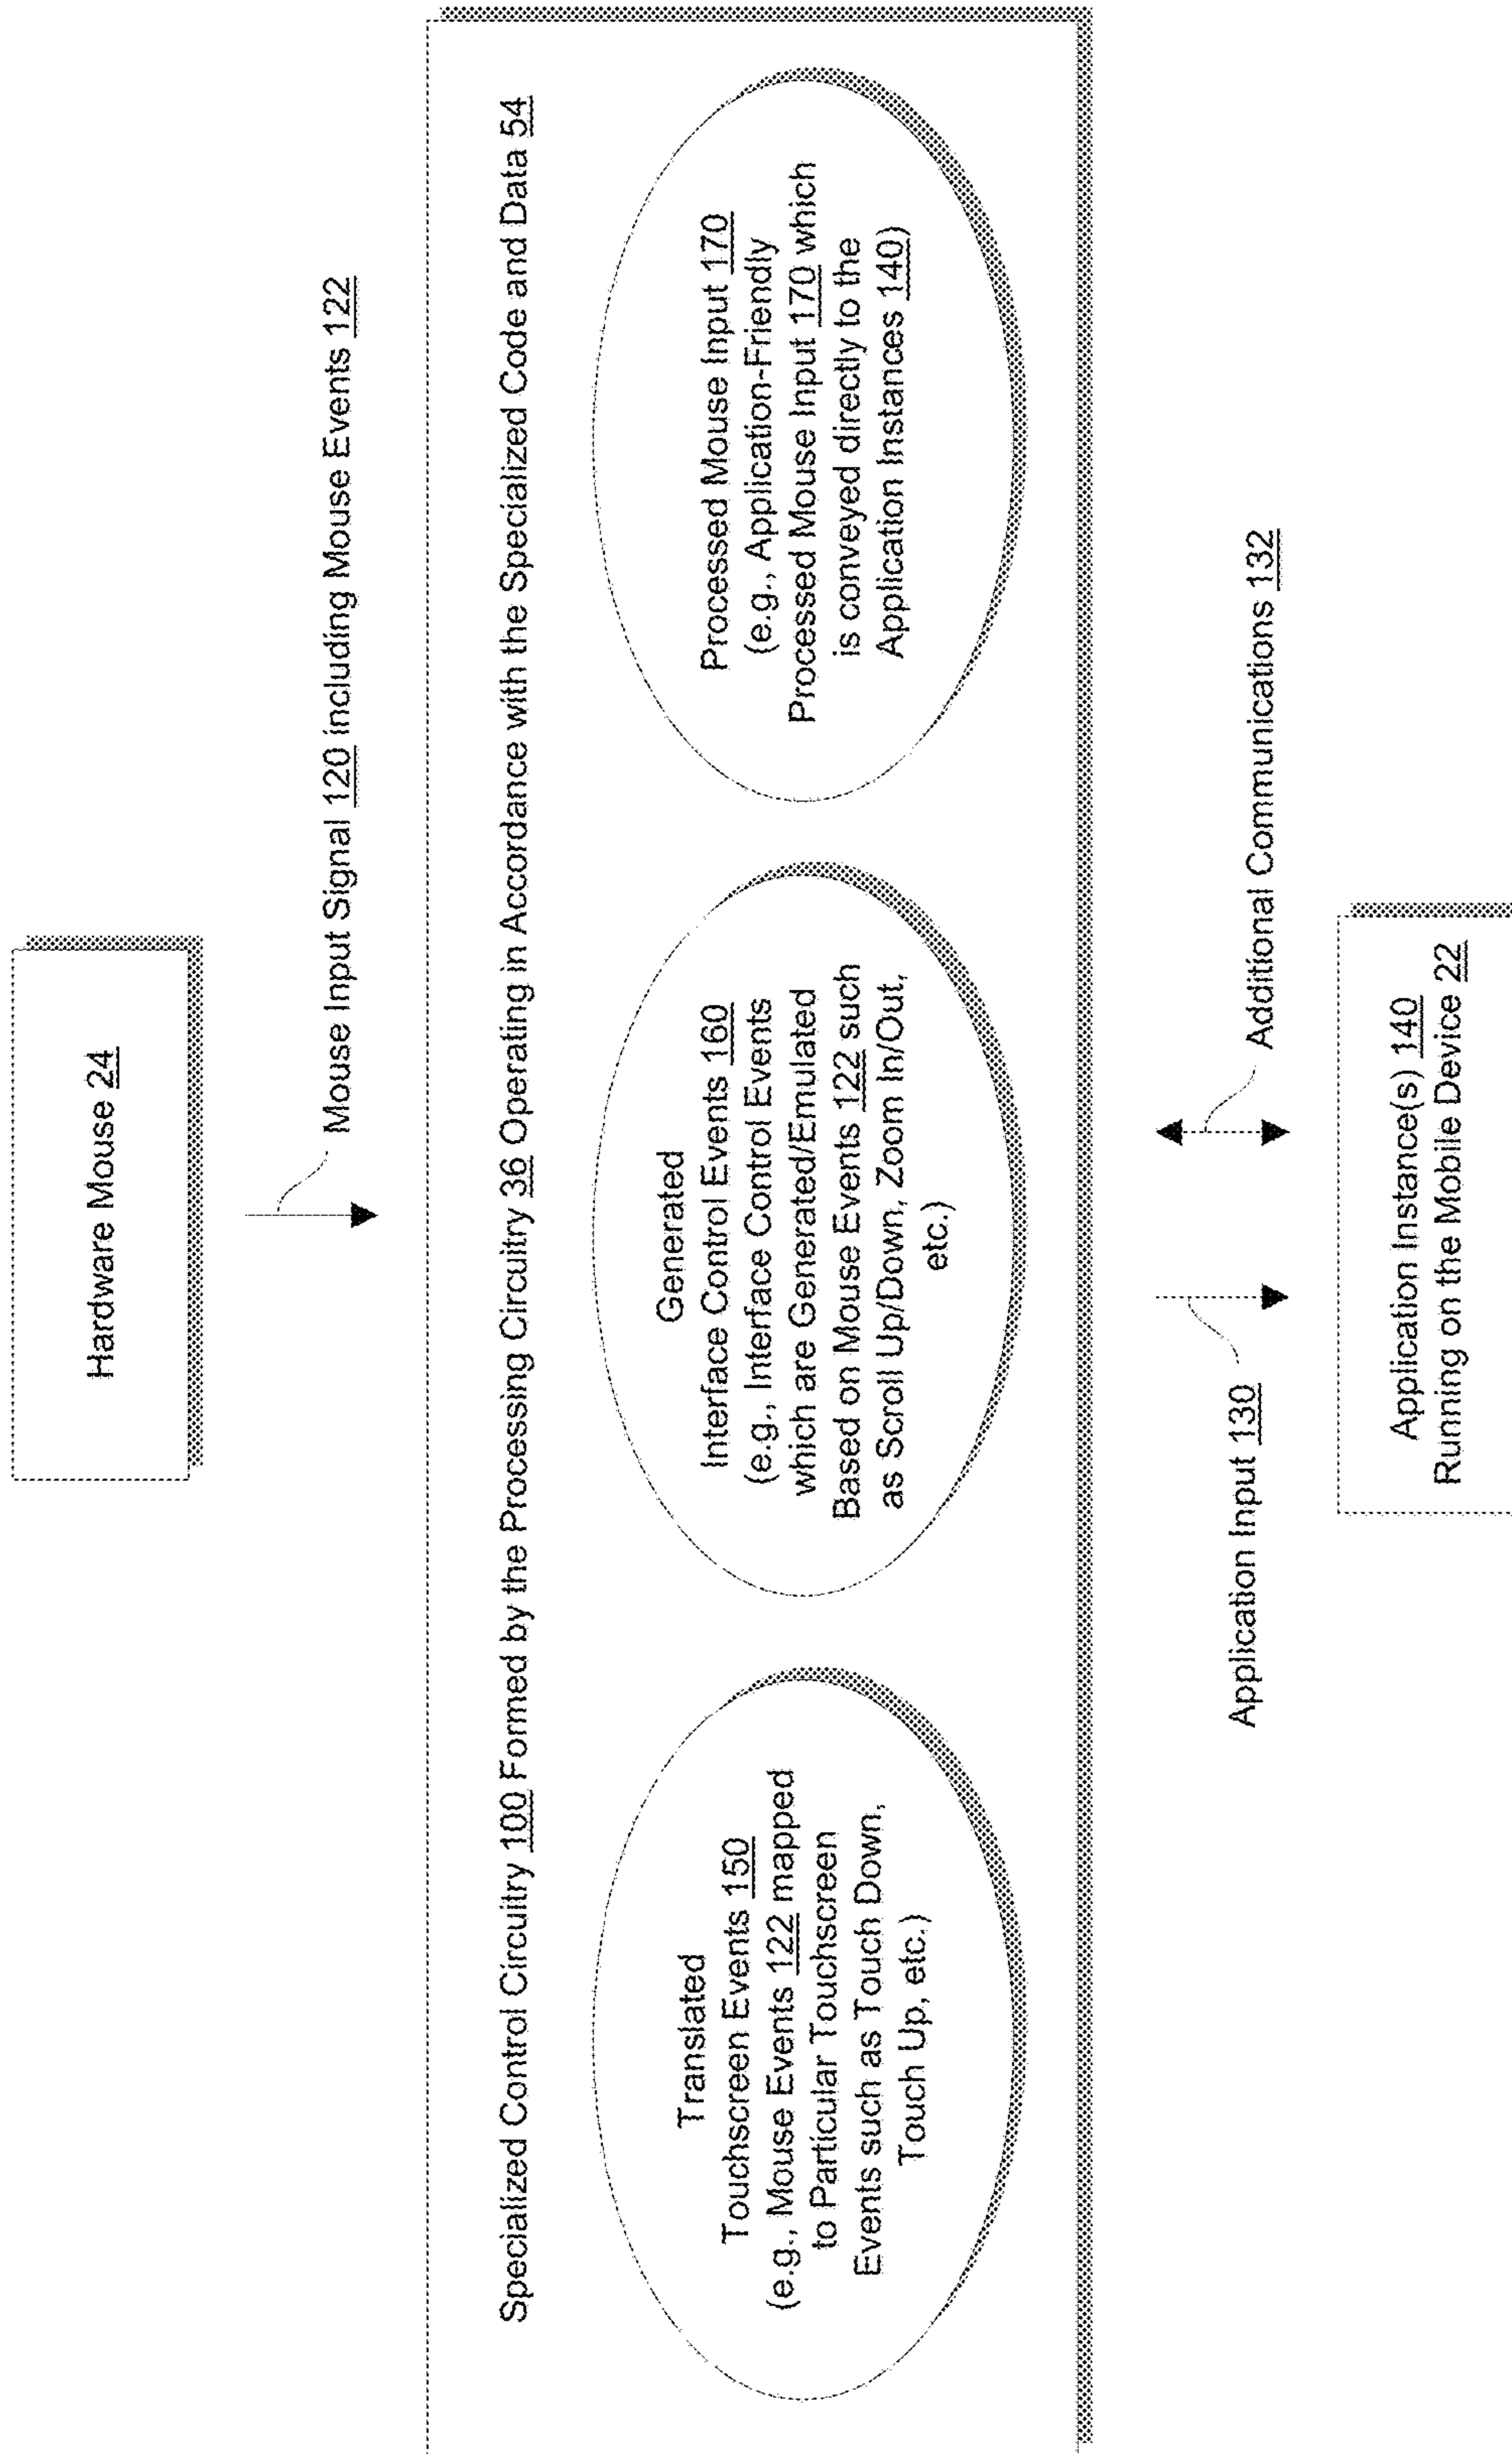 Hardware Mouse 24
Mouse Input Signal 120 including Mouse Events 122
Specialized Control Circuitry 100 Formed by the Processing Circuitry 36 Operating in Accordance with the Specialized Code and Data 54
Translated
Touchscreen Events 150
(e.g., Mouse Events 122 mapped
to Particular Touchscreen
Events such as Touch Down,
Touch Up, etc.)
Generated
Interface Control Events 160
(e.g., Interface Control Events
which are Generated/Emulated
Based on Mouse Events 122 such
as Scroll Up/Down, Zoom In/Out,
etc.)
Processed Mouse Input 170
(e.g., Application-Friendly
Processed Mouse Input 170 which
is conveyed directly to the
Application Instances 140)
Application Input 130
Additional Communications 132
Application Instance(s) 140
Running on the Mobile Device 22